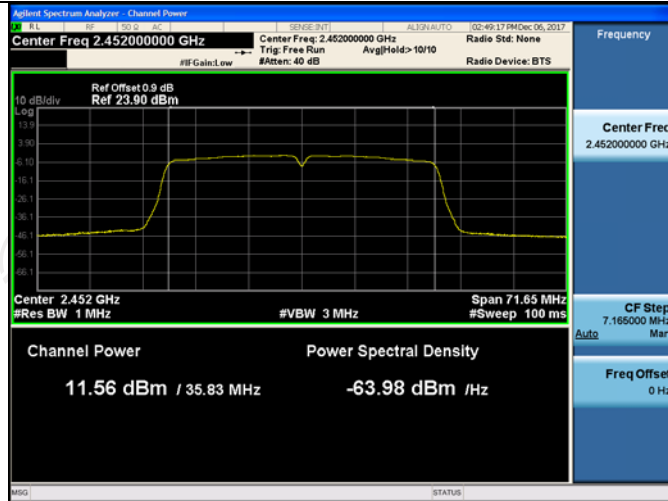 Agilent Spectrum Analyzer - Channel Power
RL RF 50 Ω AC SENSE:INT ALIGN AUTO 02:49:17 PM Dec 06, 2017
Center Freq 2.452000000 GHz
Center Freq: 2.452000000 GHz
Radio Std: None
Trig: Free Run Avg|Hold:>10/10
#IFGain:Low #Atten: 40 dB Radio Device: BTS
Ref Offset 0.9 dB
10 dB/div Ref 23.90 dBm
Log
13.9
3.90
-6.10
-16.1
-26.1
-36.1
-46.1
-56.1
-66.1
Center 2.452 GHz Span 71.65 MHz
#Res BW 1 MHz #VBW 3 MHz #Sweep 100 ms
Channel Power Power Spectral Density
11.56 dBm / 35.83 MHz -63.98 dBm /Hz
MSG STATUS
Frequency
Center Freq
2.452000000 GHz
CF Step
7.165000 MHz
Auto Man
Freq Offset
0 Hz